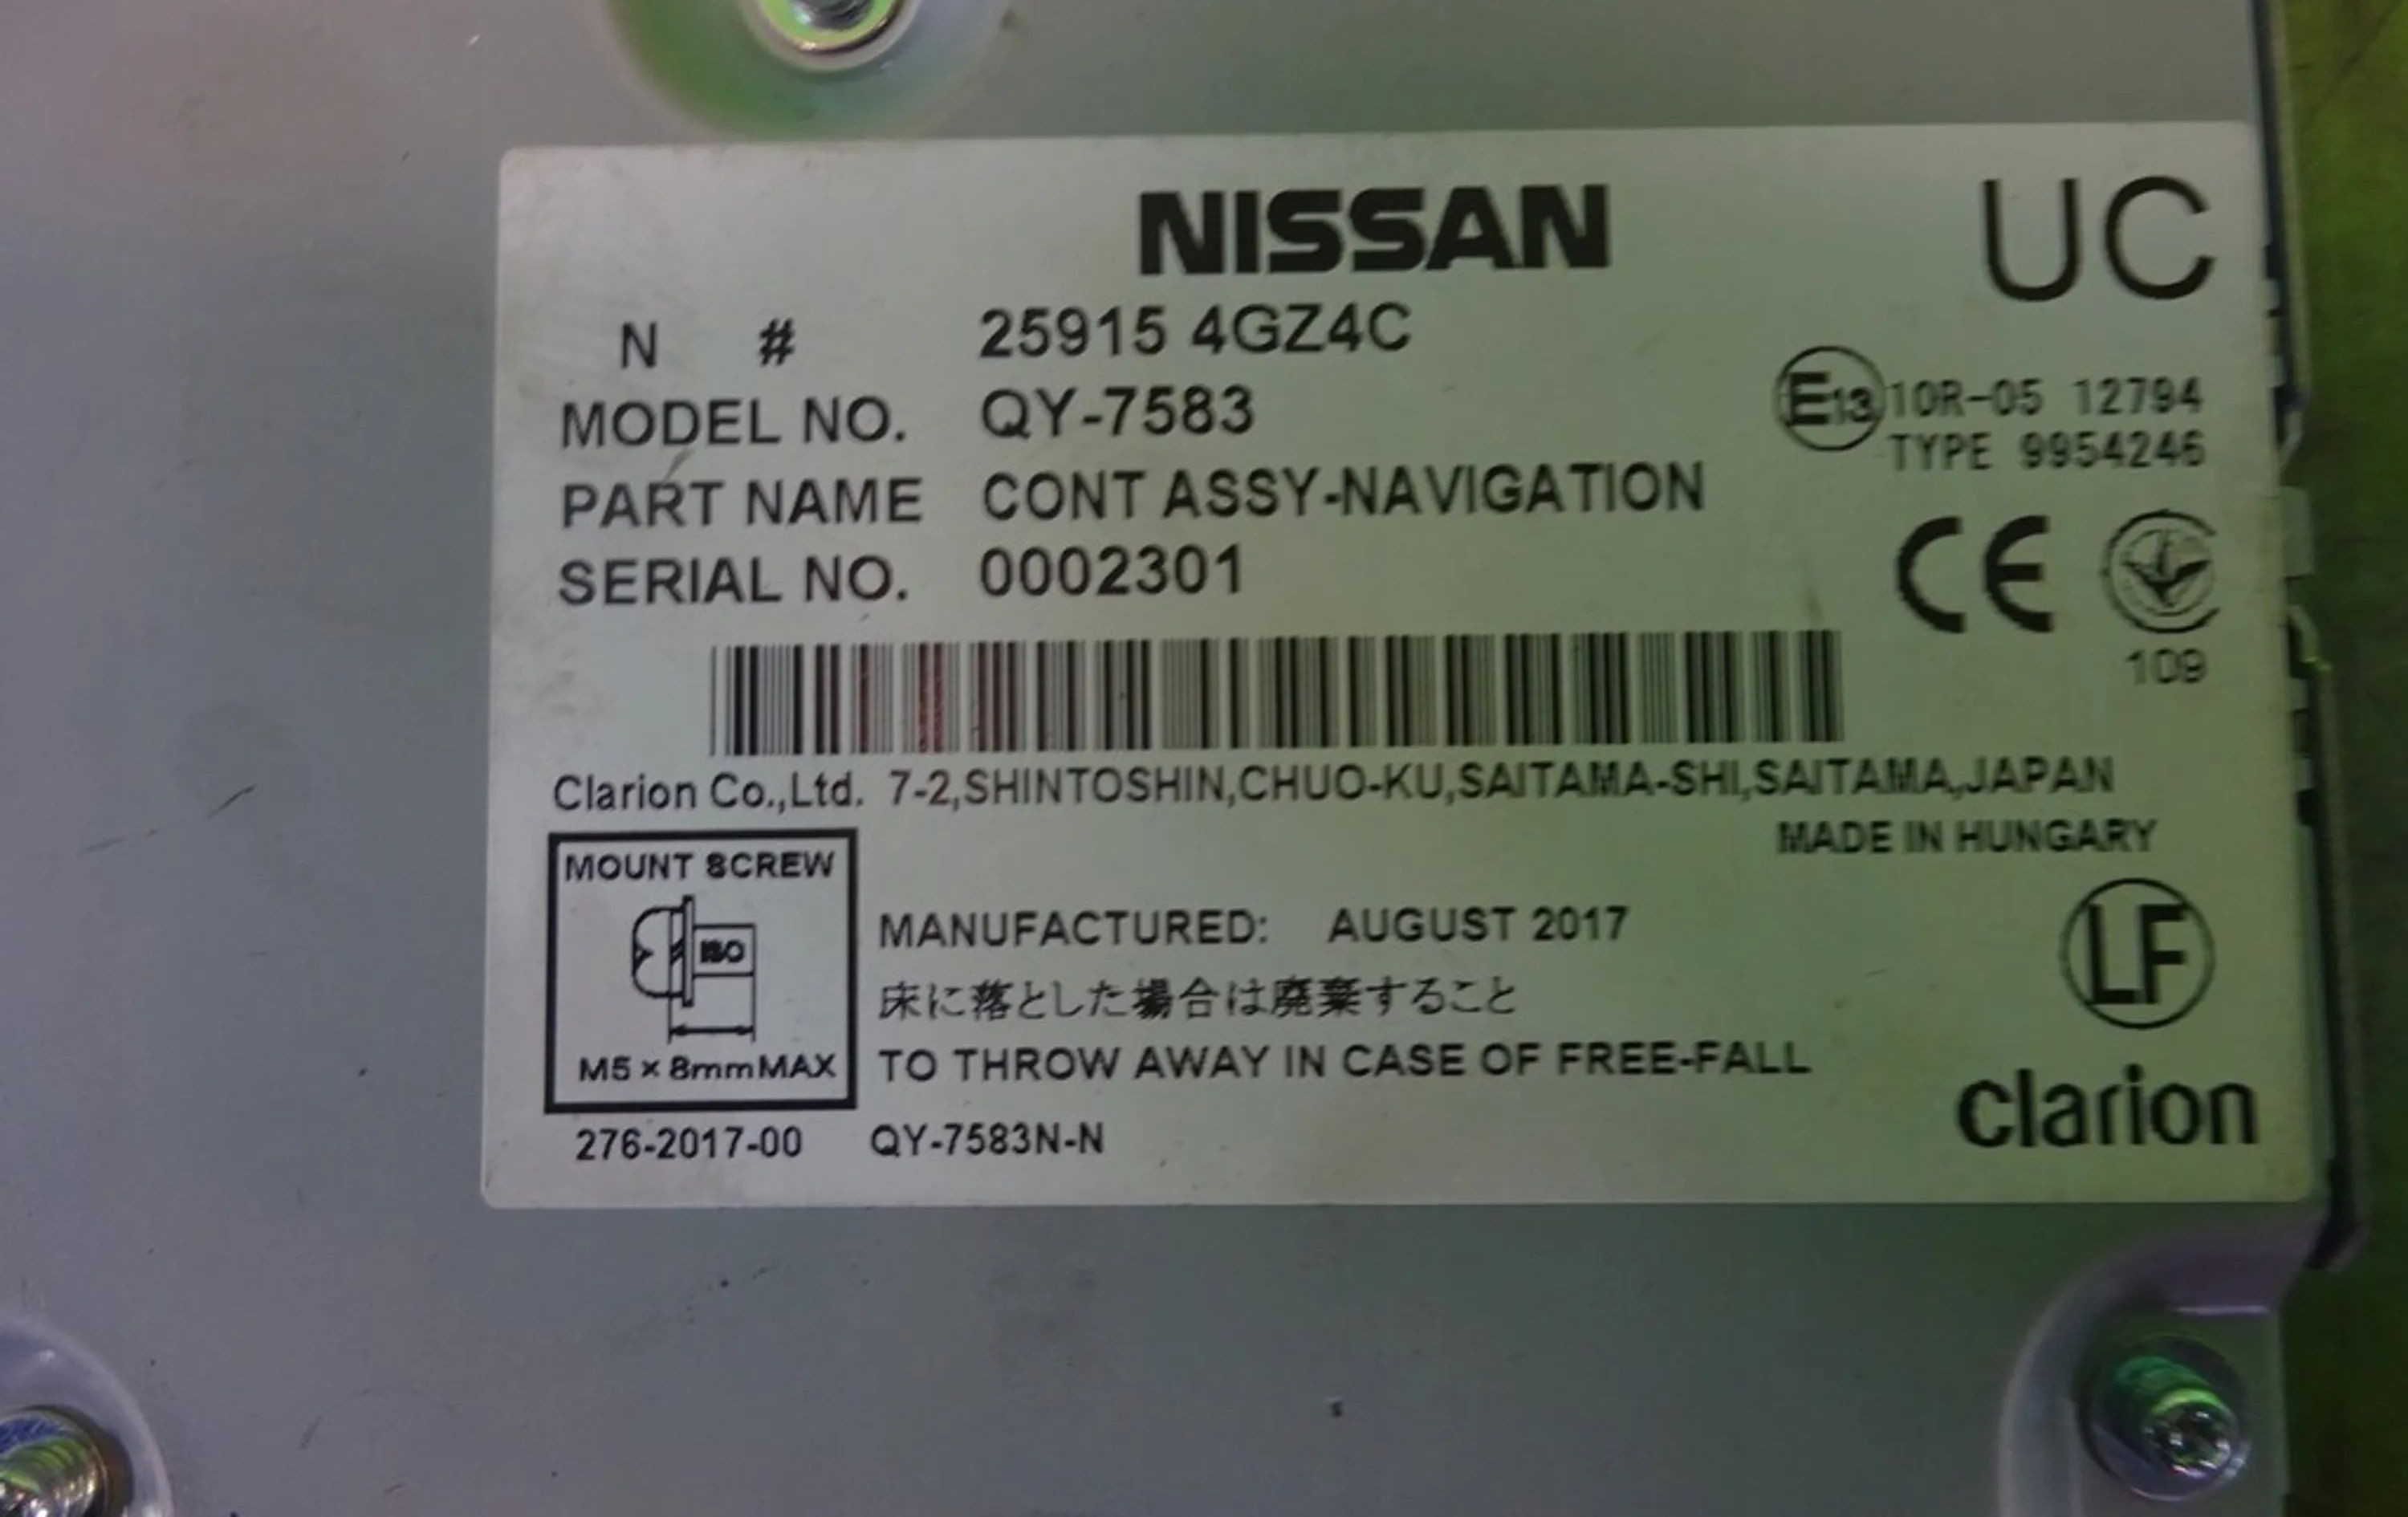 NISSAN
UC
N # 25915 4GZ4C
MODEL NO. QY-7583
E13 10R-05 12794
TYPE 9954246
PART NAME CONT ASSY-NAVIGATION
SERIAL NO. 0002301
CE
109
Clarion Co.,Ltd. 7-2,SHINTOSHIN,CHUO-KU,SAITAMA-SHI,SAITAMA,JAPAN
MADE IN HUNGARY
MOUNT SCREW
ISO
M5 × 8mmMAX
MANUFACTURED: AUGUST 2017
床に落とした場合は廃棄すること
TO THROW AWAY IN CASE OF FREE-FALL
LF
clarion
276-2017-00 QY-7583N-N